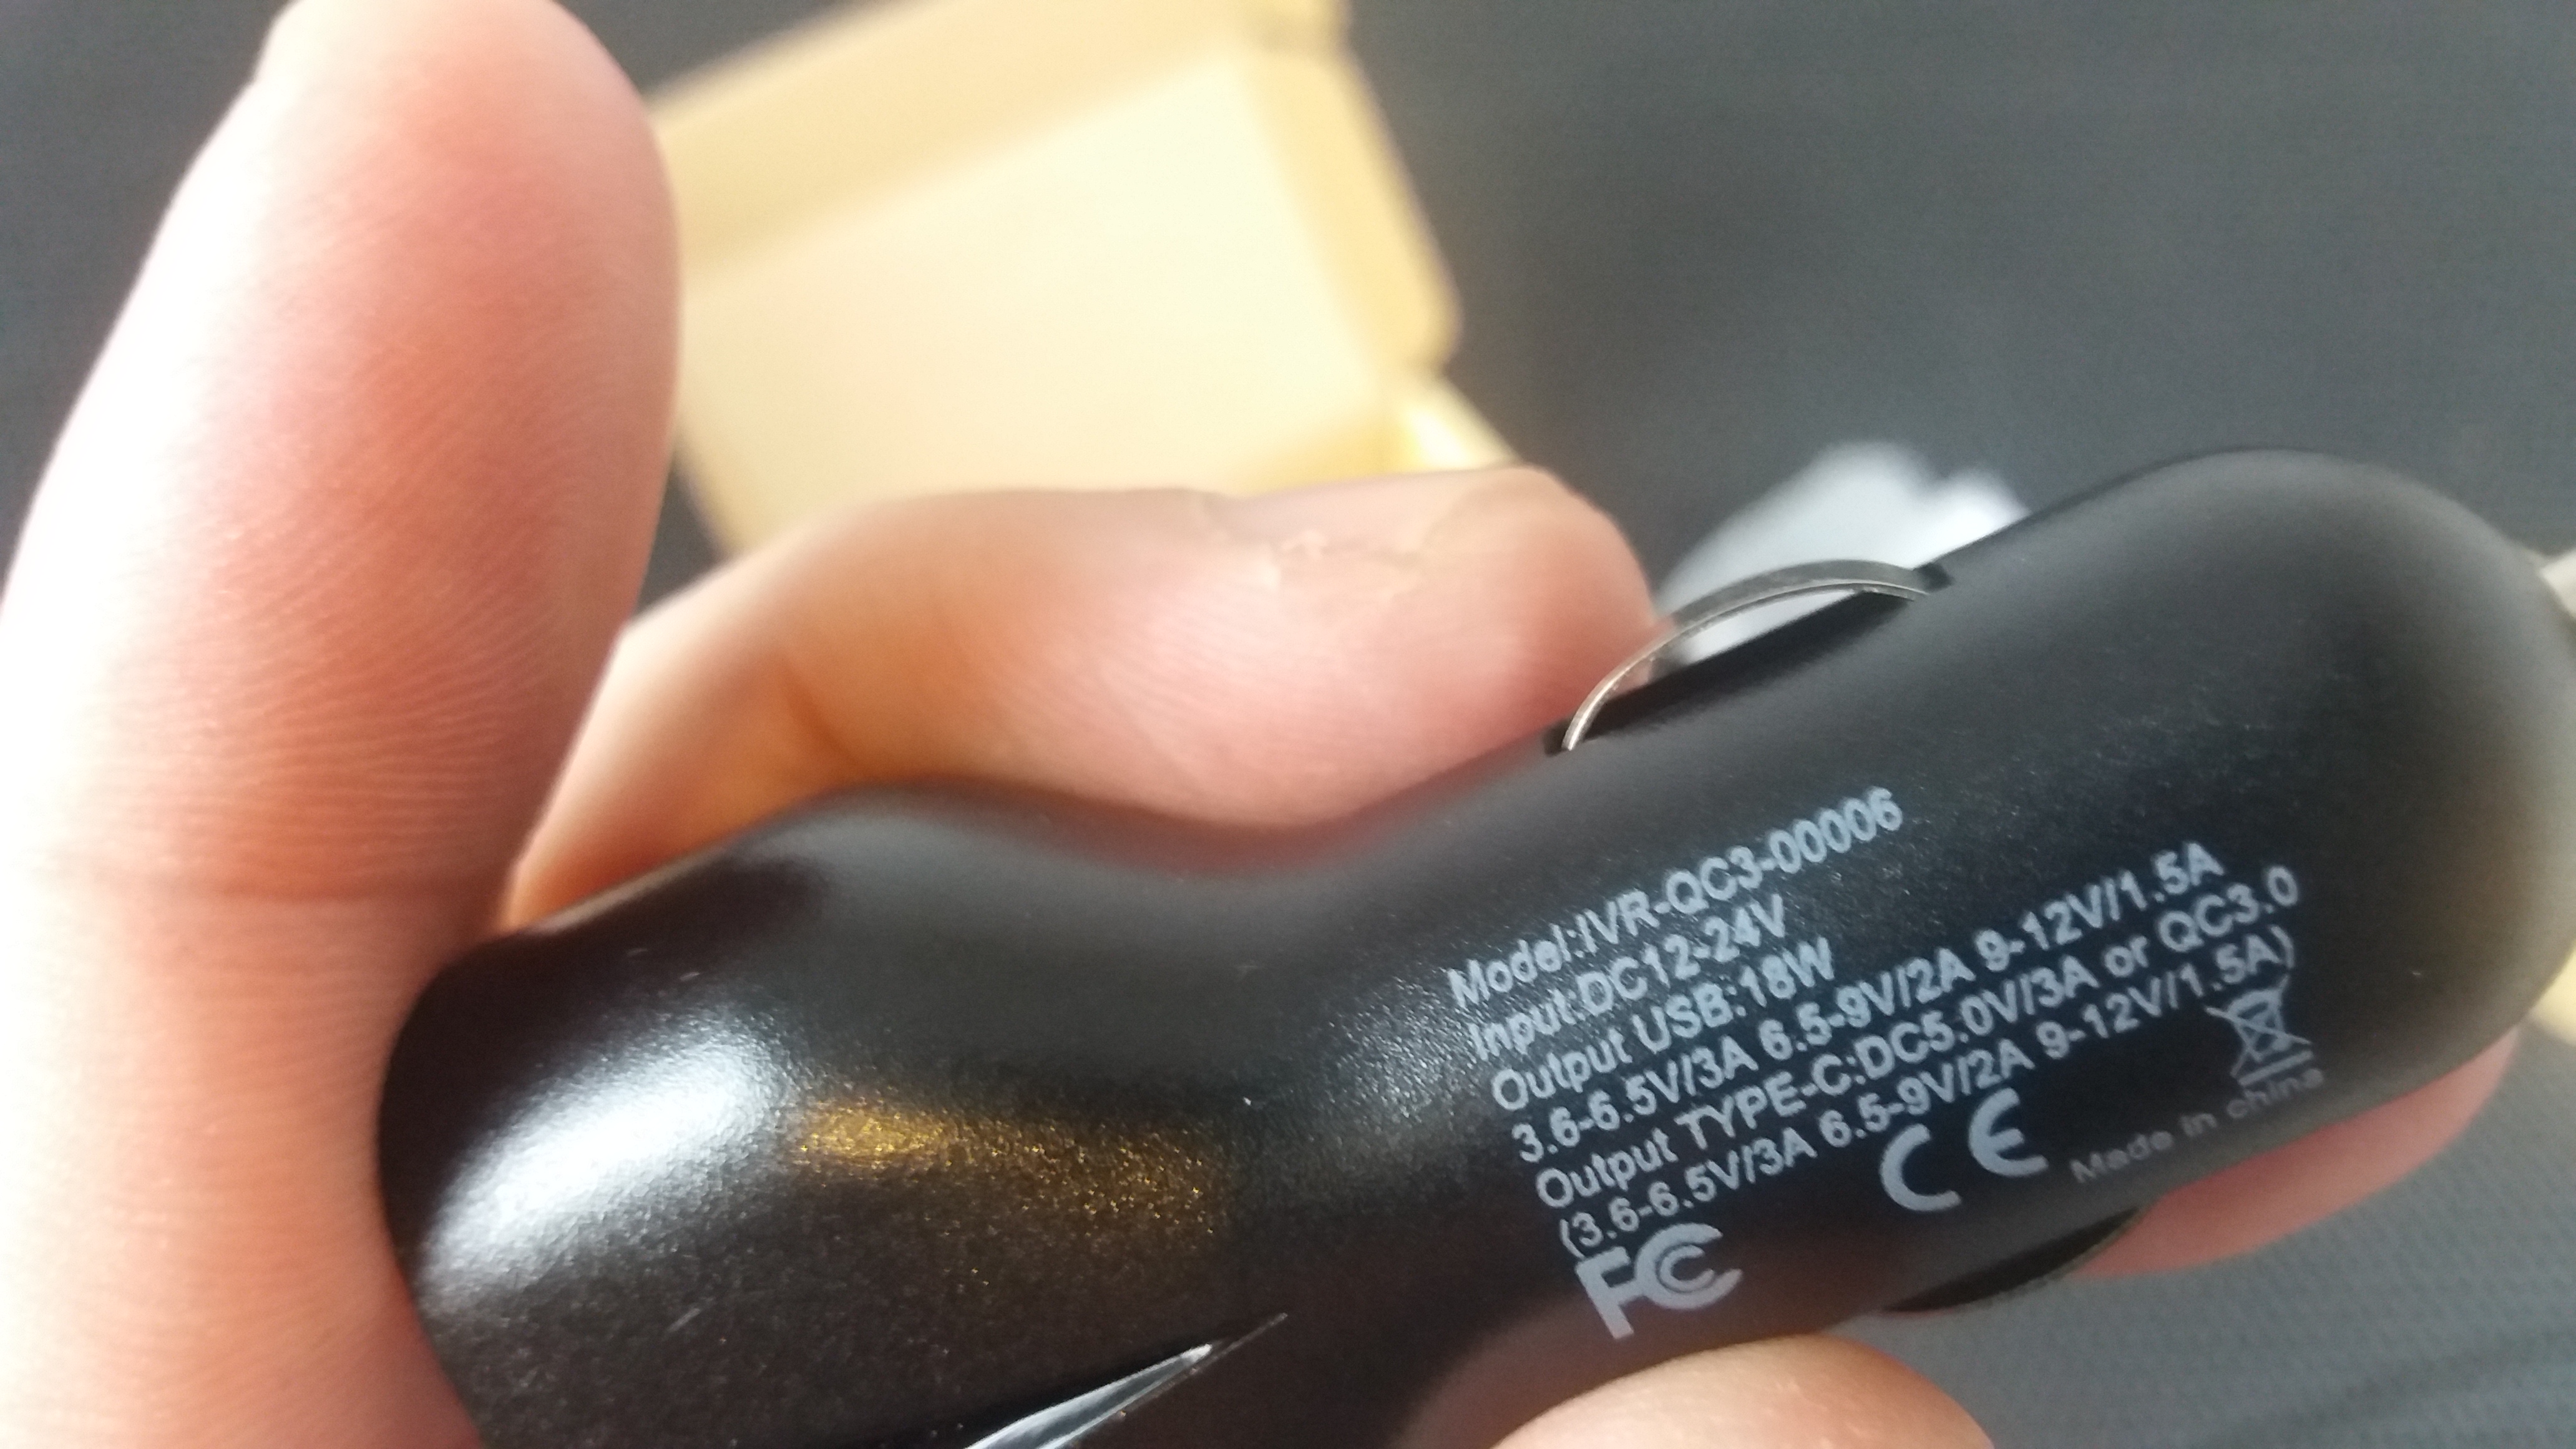 Model:IVR-QC3-00006
Input:DC12-24V
Output USB:18W
3.6-6.5V/3A 6.5-9V/2A 9-12V/1.5A
Output TYPE-C:DC5.0V/3A or QC3.0
(3.6-6.5V/3A 6.5-9V/2A 9-12V/1.5A)
FC CE Made in china